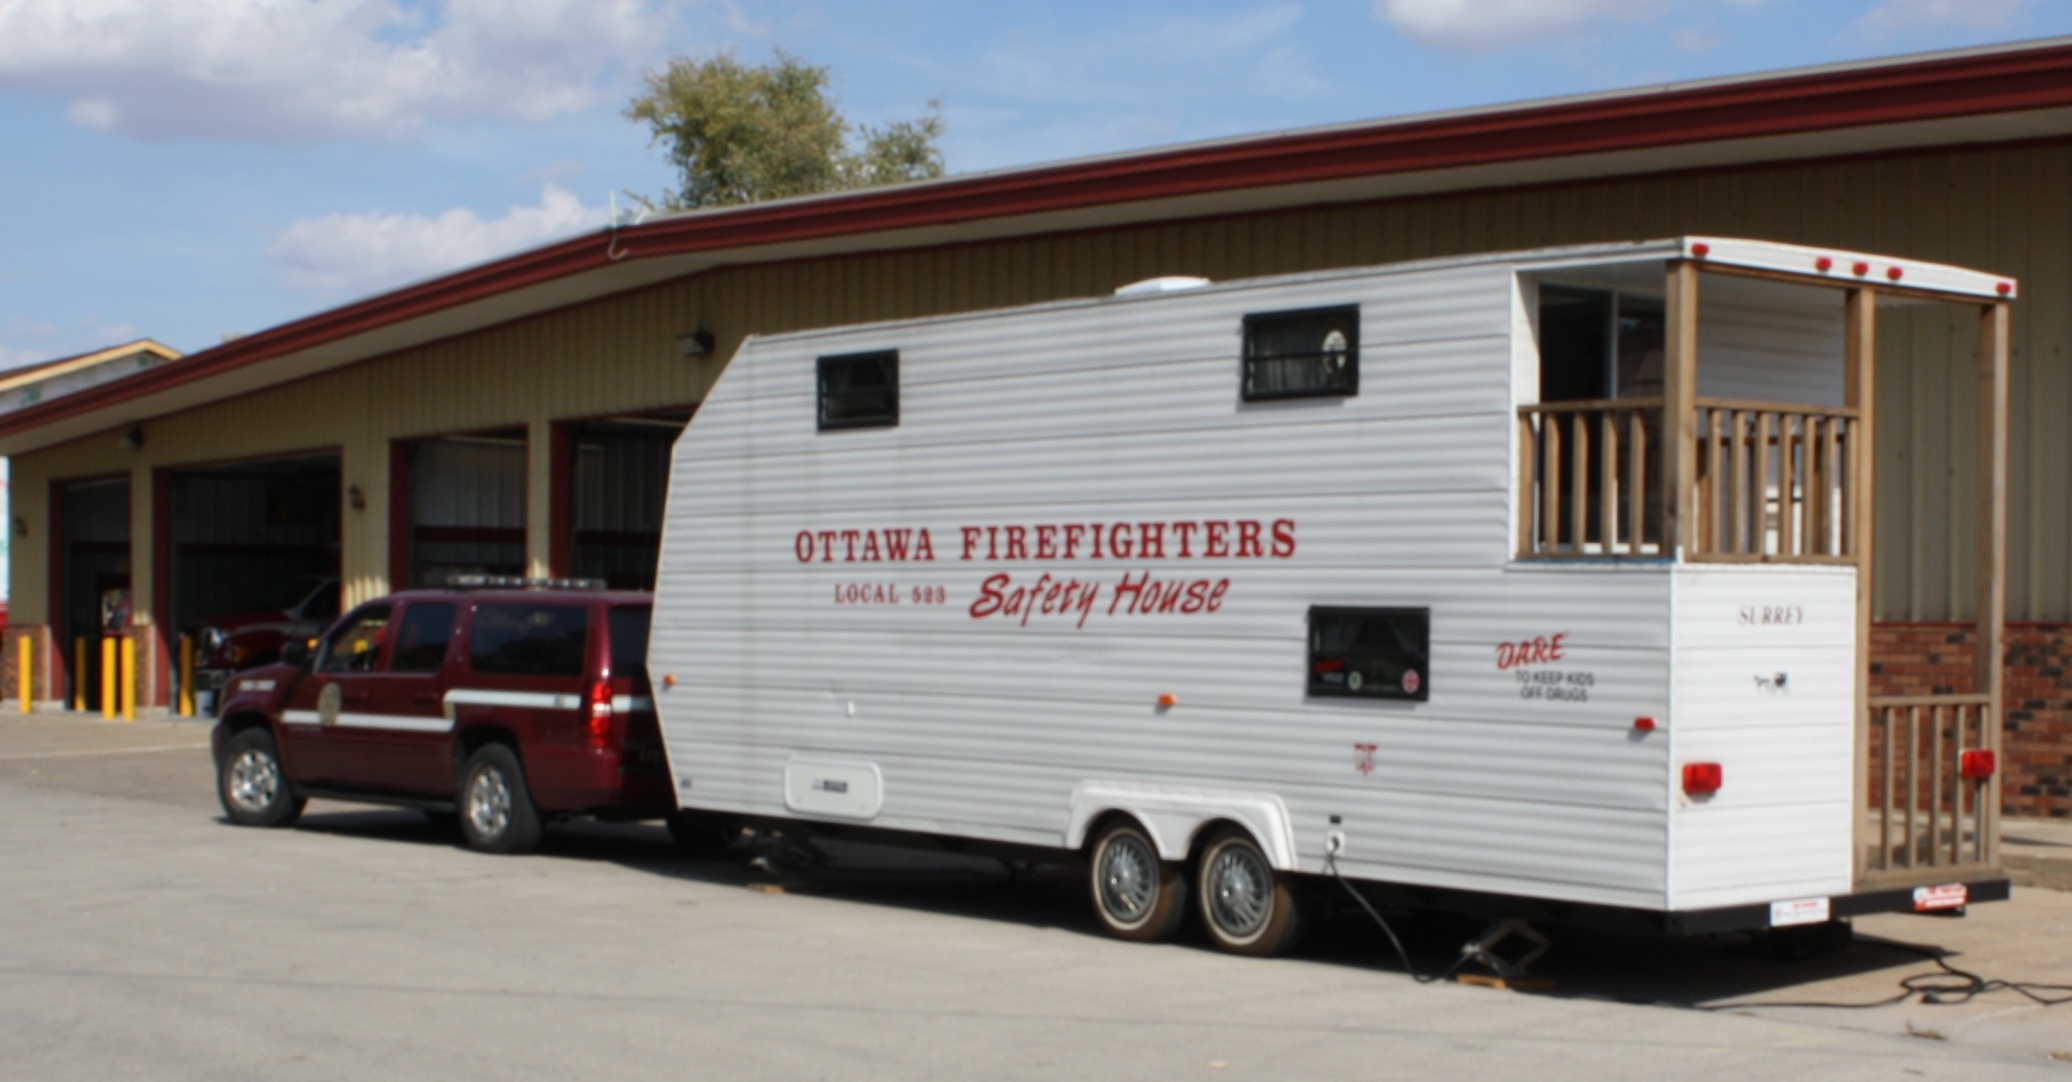 OTTAWA FIREFIGHTERS
LOCAL 523 Safety House
SURREY
DARE
TO KEEP KIDS
OFF DRUGS